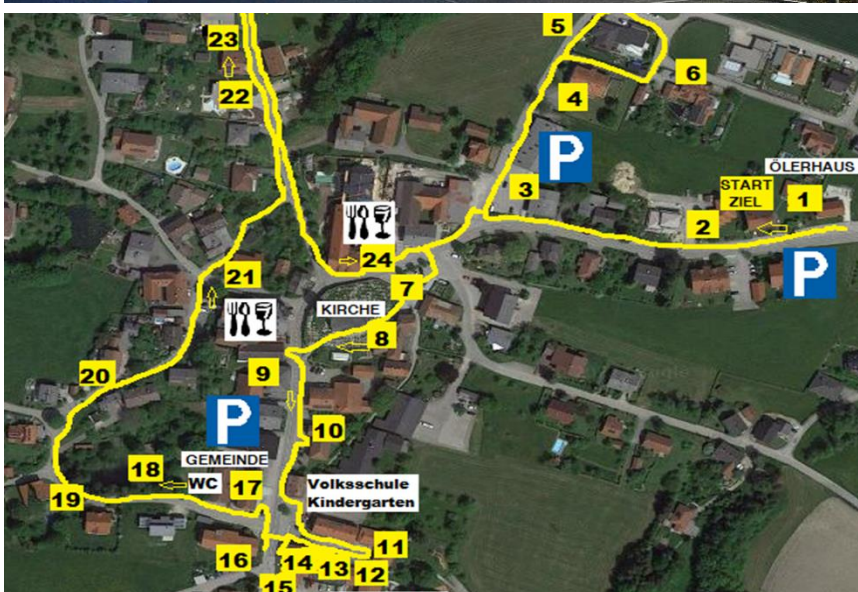 23
5
22
6
4
P
ÖLERHAUS
3
START
ZIEL
1
2
24
P
21
7
KIRCHE
8
20
9
P
10
GEMEINDE
18
WC
17
Volksschule
Kindergarten
19
11
16
14
13
12
15